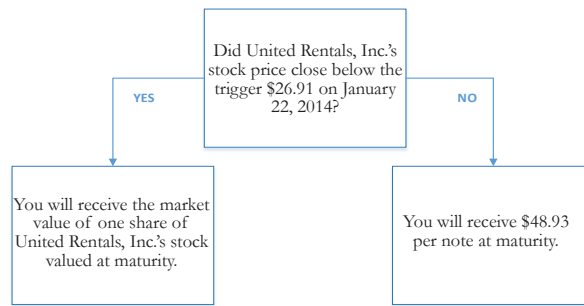 Did United Rentals, Inc.'s
stock price close below the
trigger $26.91 on January
22, 2014?
YES
NO
You will receive the market
value of one share of
United Rentals, Inc.'s stock
valued at maturity.
You will receive $48.93
per note at maturity.